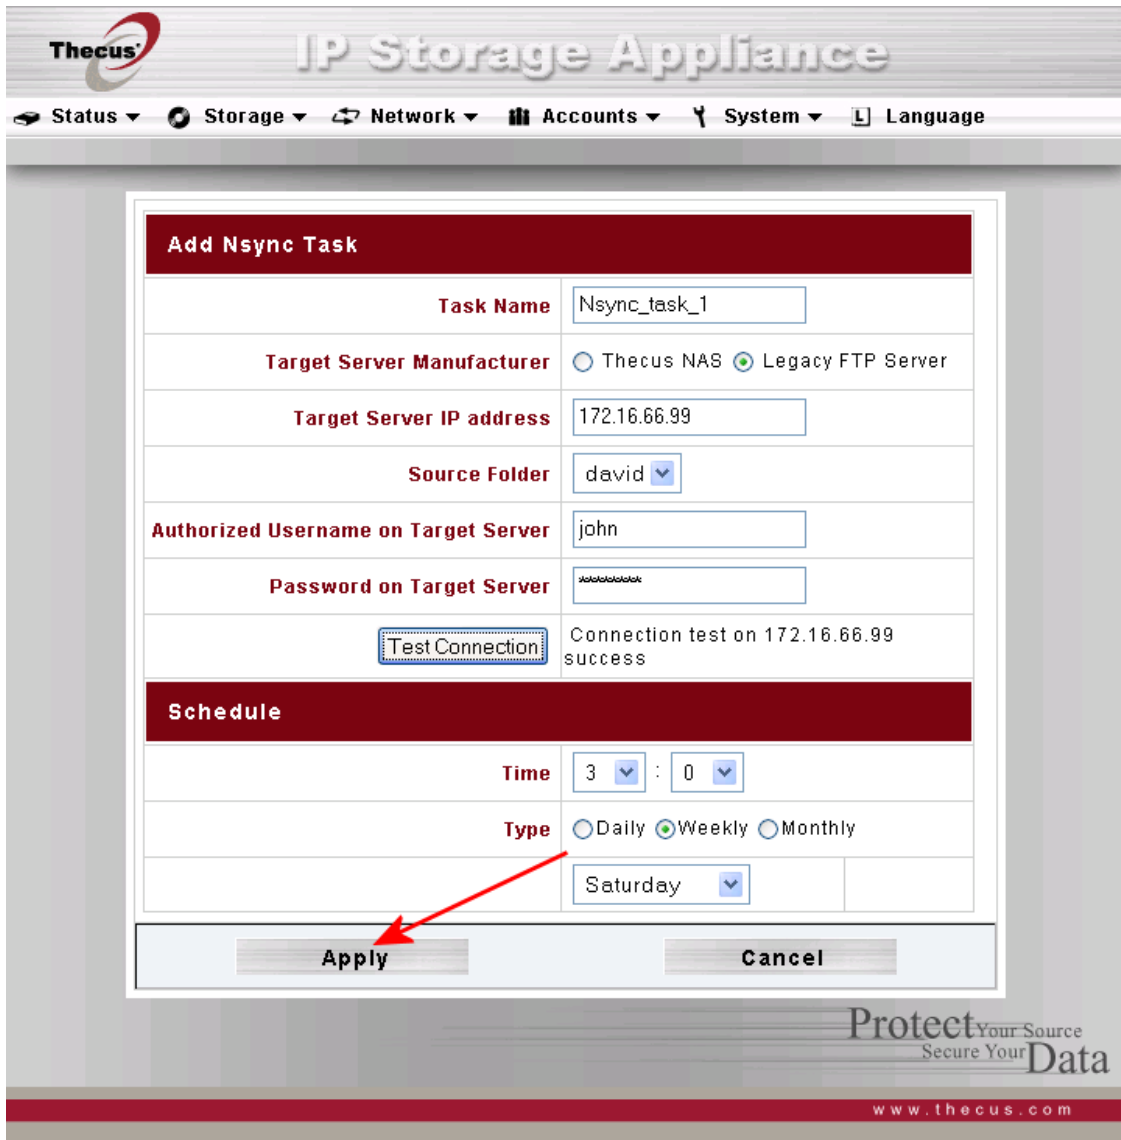 Thecus
IP Storage Appliance
Status Storage Network Accounts System L Language
Add Nsync Task
Task Name Nsync_task_1
Target Server Manufacturer Thecus NAS Legacy FTP Server
Target Server IP address 172.16.66.99
Source Folder david
Authorized Username on Target Server john
Password on Target Server *********
Test Connection Connection test on 172.16.66.99
success
Schedule
Time 3 : 0
Type Daily Weekly Monthly
Saturday
Apply Cancel
Protect Your Source
Secure Your Data
www.thecus.com